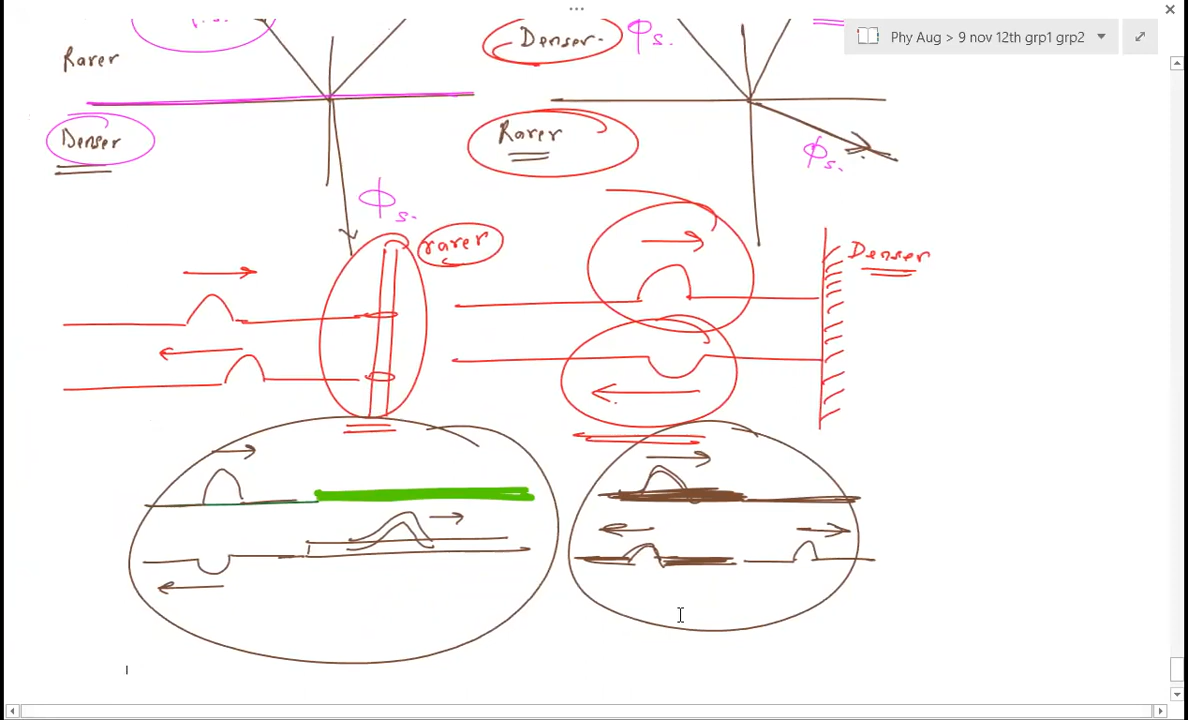 Phy Aug > 9 nov 12th grp1 grp2
Rarer
Denser
ϕs.
Denser
Rarer
ϕs.
ϕs.
rarer
Denser